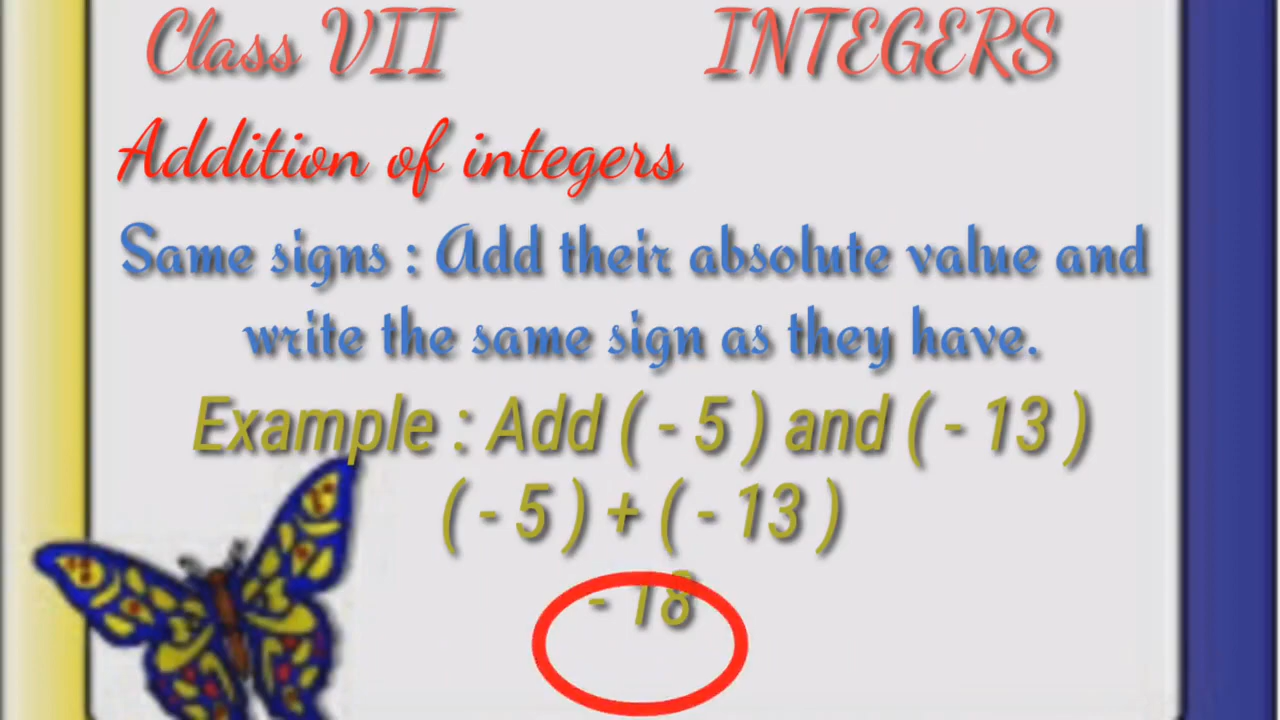 Class VII INTEGERS
Addition of integers
Same signs : Add their absolute value and
write the same sign as they have.
Example : Add ( - 5 ) and ( - 13 )
( - 5 ) + ( - 13 )
- 18